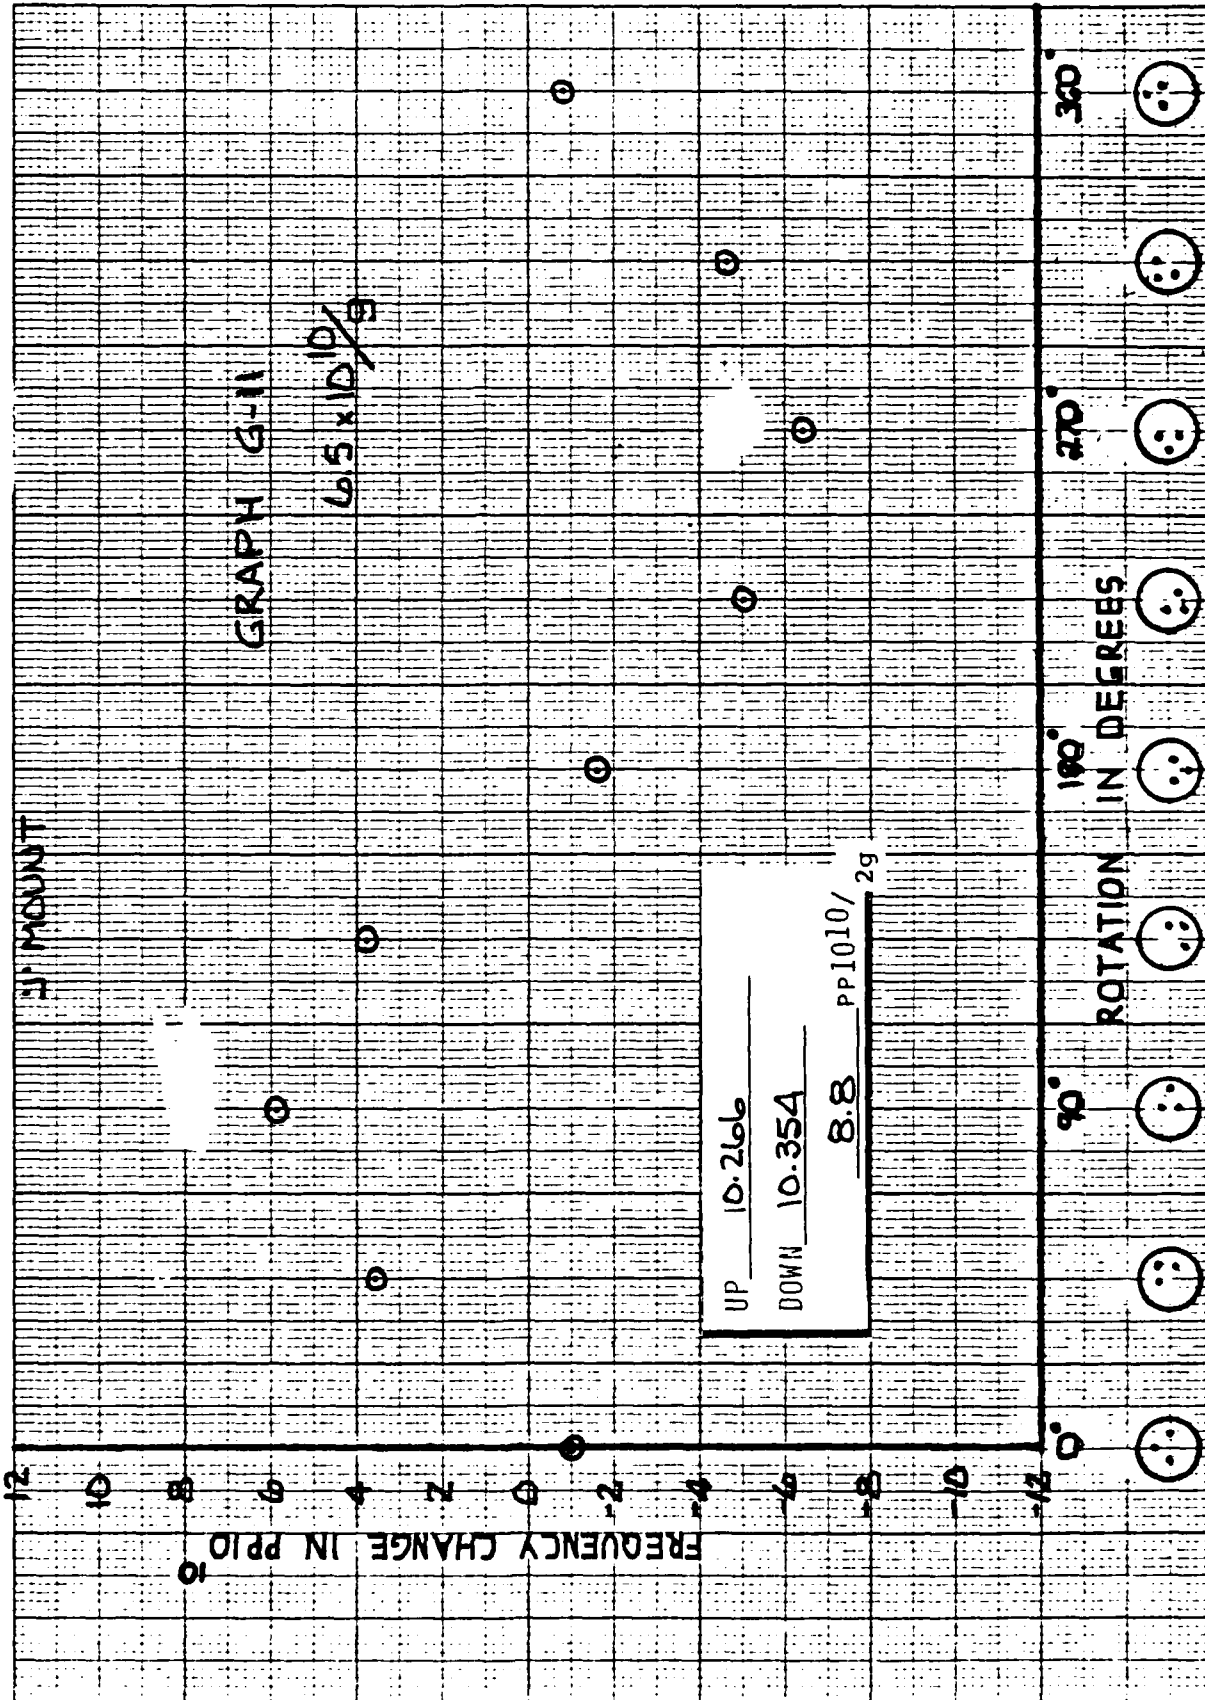 'J' MOUNT
GRAPH G-11
6.5 x 10 10/g
12
10
8
6
4
2
0
-2
-4
-6
-8
-10
-12
FREQUENCY CHANGE IN PP10 10
UP 10.266
DOWN 10.354
8.8 PP10 10/2g
0° 90° 180° 270° 360°
ROTATION IN DEGREES